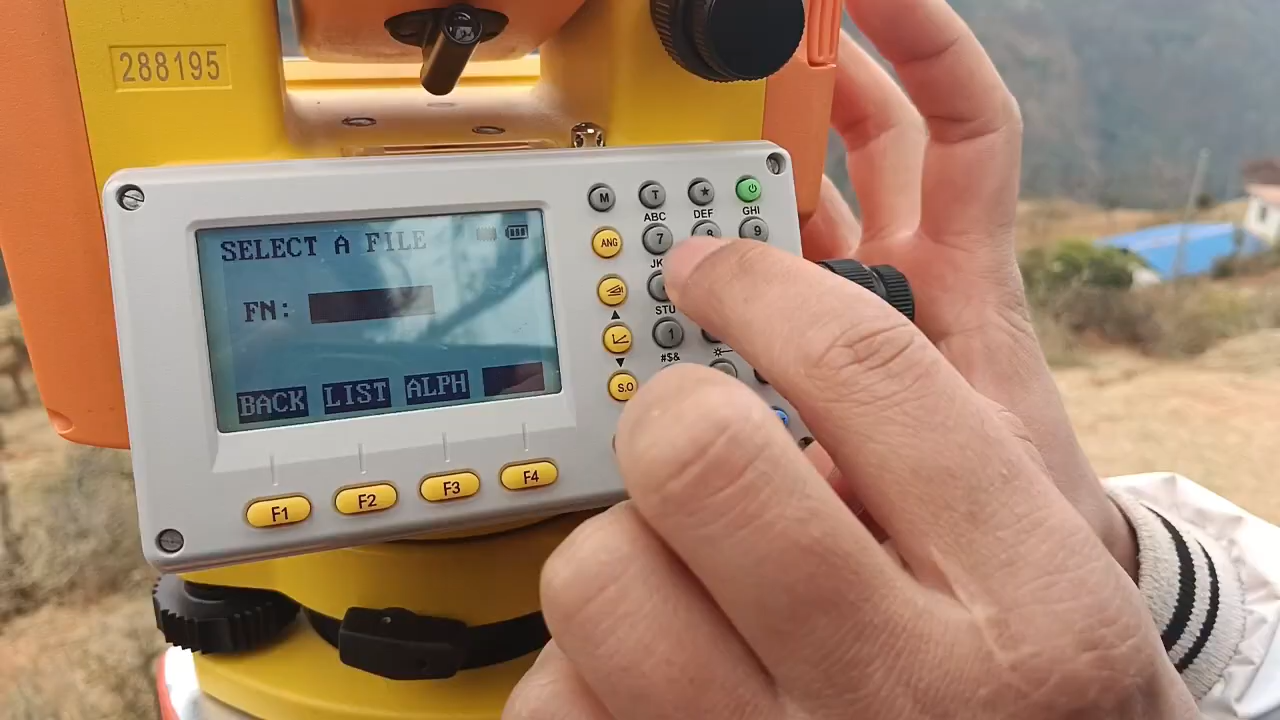 288195
SELECT A FILE
FN:
BACK LIST ALPH
F1 F2 F3 F4
M T ★
ABC DEF GHI
ANG 7 8 9
JK
STU
1
#$&
S.O